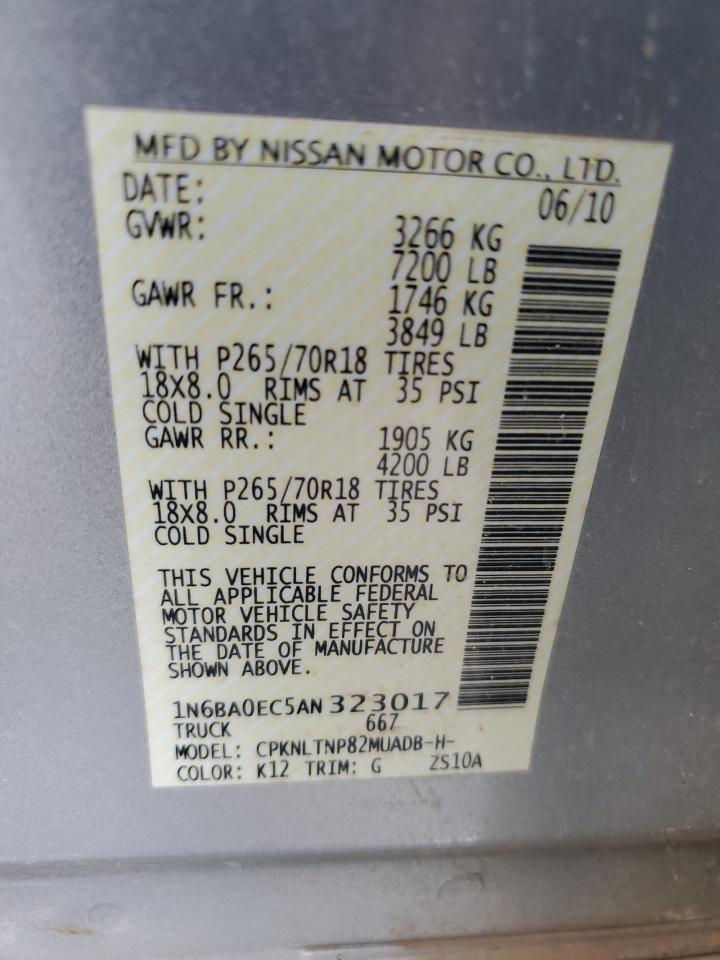 MFD BY NISSAN MOTOR CO., LTD.
DATE: 06/10
GVWR: 3266 KG
7200 LB
GAWR FR.: 1746 KG
3849 LB
WITH P265/70R18 TIRES
18X8.0 RIMS AT 35 PSI
COLD SINGLE
GAWR RR.: 1905 KG
4200 LB
WITH P265/70R18 TIRES
18X8.0 RIMS AT 35 PSI
COLD SINGLE
THIS VEHICLE CONFORMS TO
ALL APPLICABLE FEDERAL
MOTOR VEHICLE SAFETY
STANDARDS IN EFFECT ON
THE DATE OF MANUFACTURE
SHOWN ABOVE.
1N6BA0EC5AN 323017
TRUCK 667
MODEL: CPKNLTNP82MUADB-H-
COLOR: K12 TRIM: G ZS10A